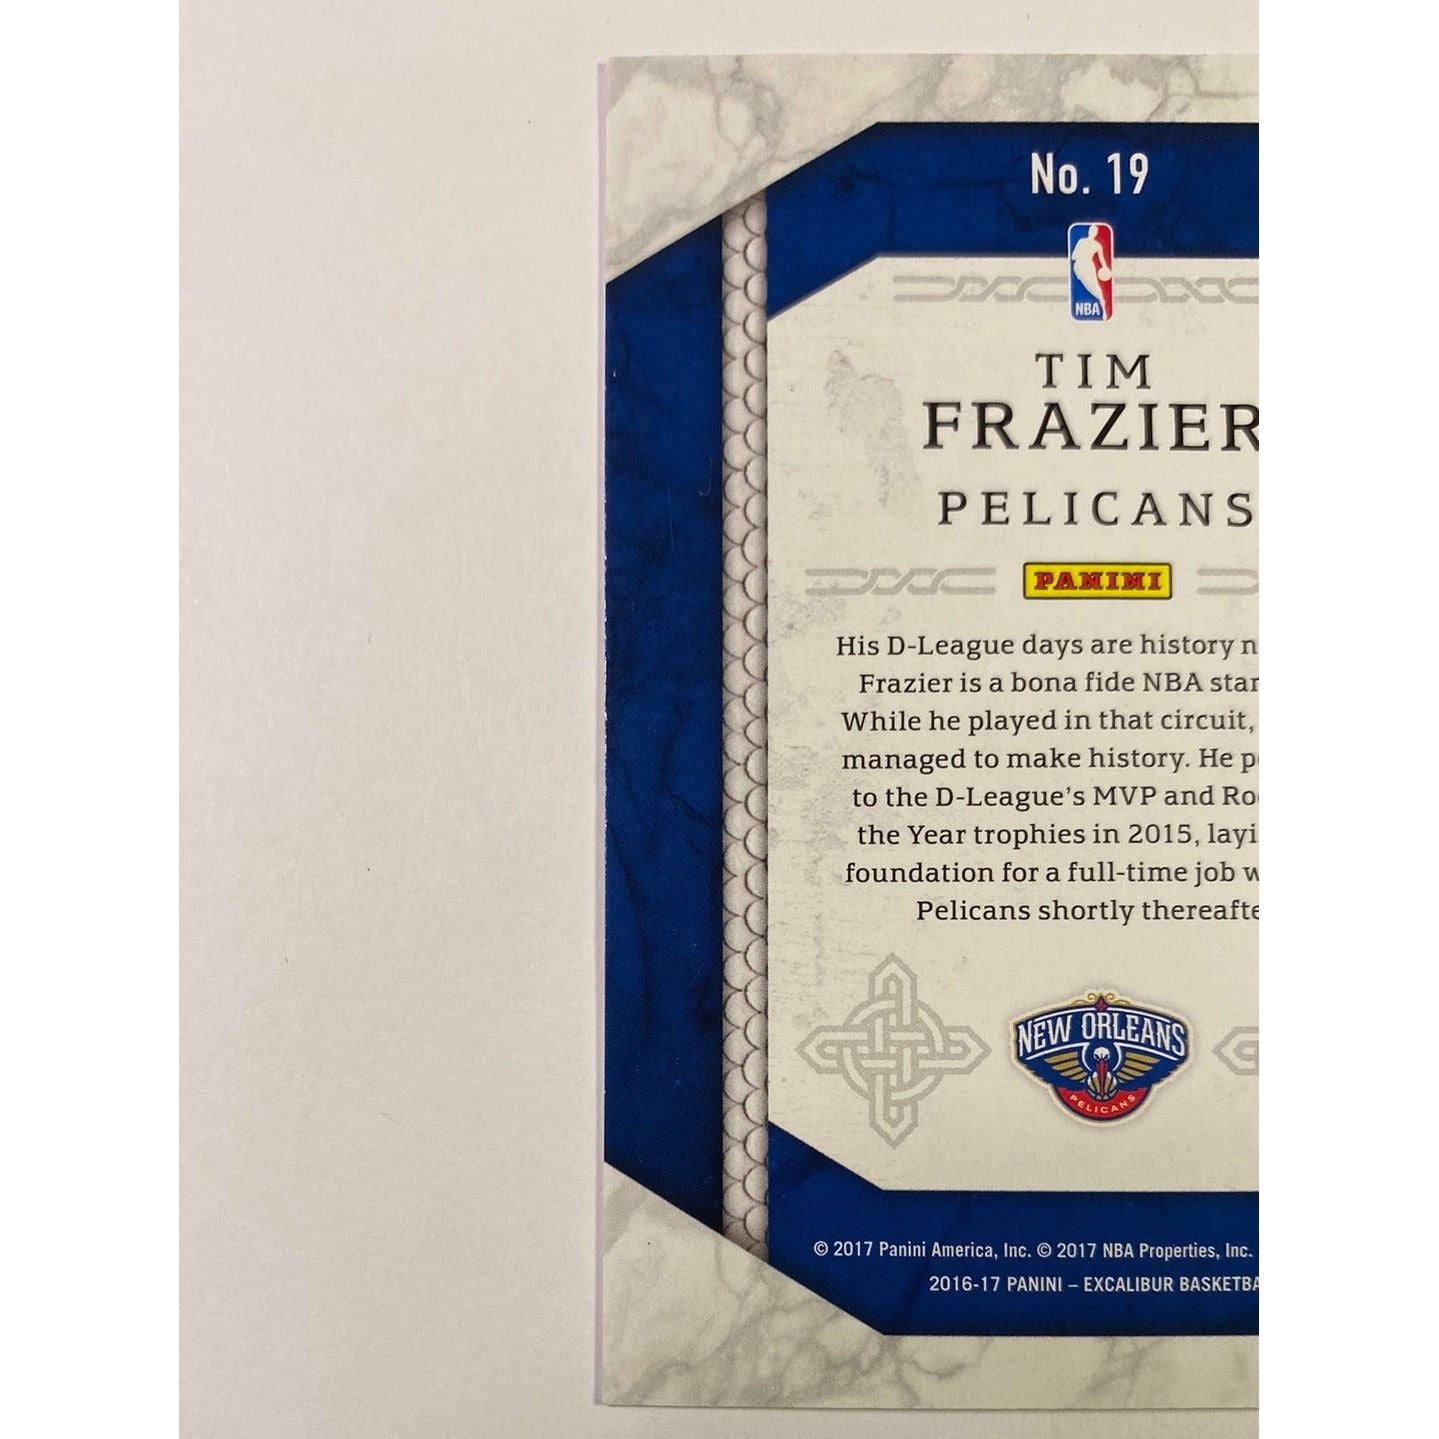 No. 19
NBA
TIM
FRAZIER
PELICANS
PANINI
His D-League days are history
Frazier is a bona fide NBA
While he played in that circuit,
managed to make history. He
to the D-League's MVP and
the Year trophies in 2015,
foundation for a full-time job
Pelicans shortly
NEW ORLEANS
PELICANS
© 2017 Panini America, Inc. © 2017 NBA Properties, Inc.
2016-17 PANINI – EXCALIBUR